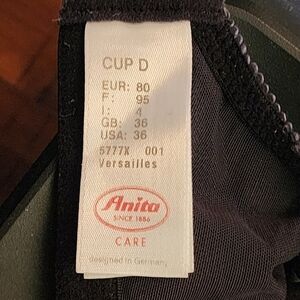 CUP D
EUR: 80
F: 95
I: 4
GB: 36
USA: 36
5777X 001
Versailles
Anita
SINCE 1886
CARE
designed in Germany